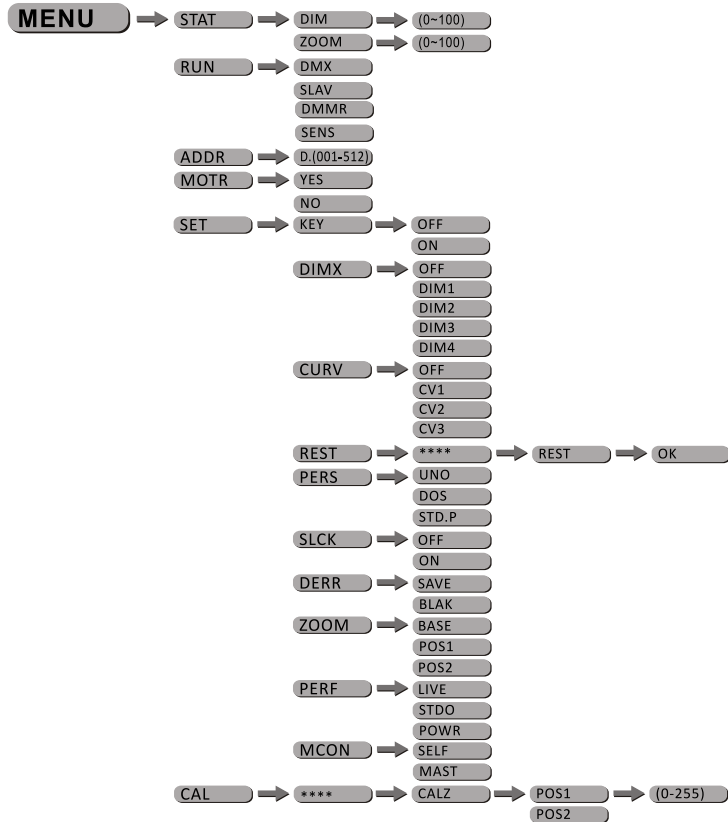 MENU STAT DIM (0~100)
ZOOM (0~100)
RUN DMX
SLAV
DMMR
SENS
ADDR D.(001-512)
MOTR YES
NO
SET KEY OFF
ON
DIMX OFF
DIM1
DIM2
DIM3
DIM4
CURV OFF
CV1
CV2
CV3
REST **** REST OK
PERS UNO
DOS
STD.P
SLCK OFF
ON
DERR SAVE
BLAK
ZOOM BASE
POS1
POS2
PERF LIVE
STDO
POWR
MCON SELF
MAST
CAL **** CALZ POS1 (0-255)
POS2